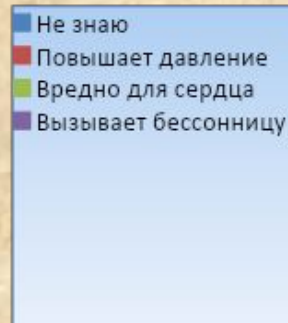 Не знаю
Повышает давление
Вредно для сердца
Вызывает бессонницу